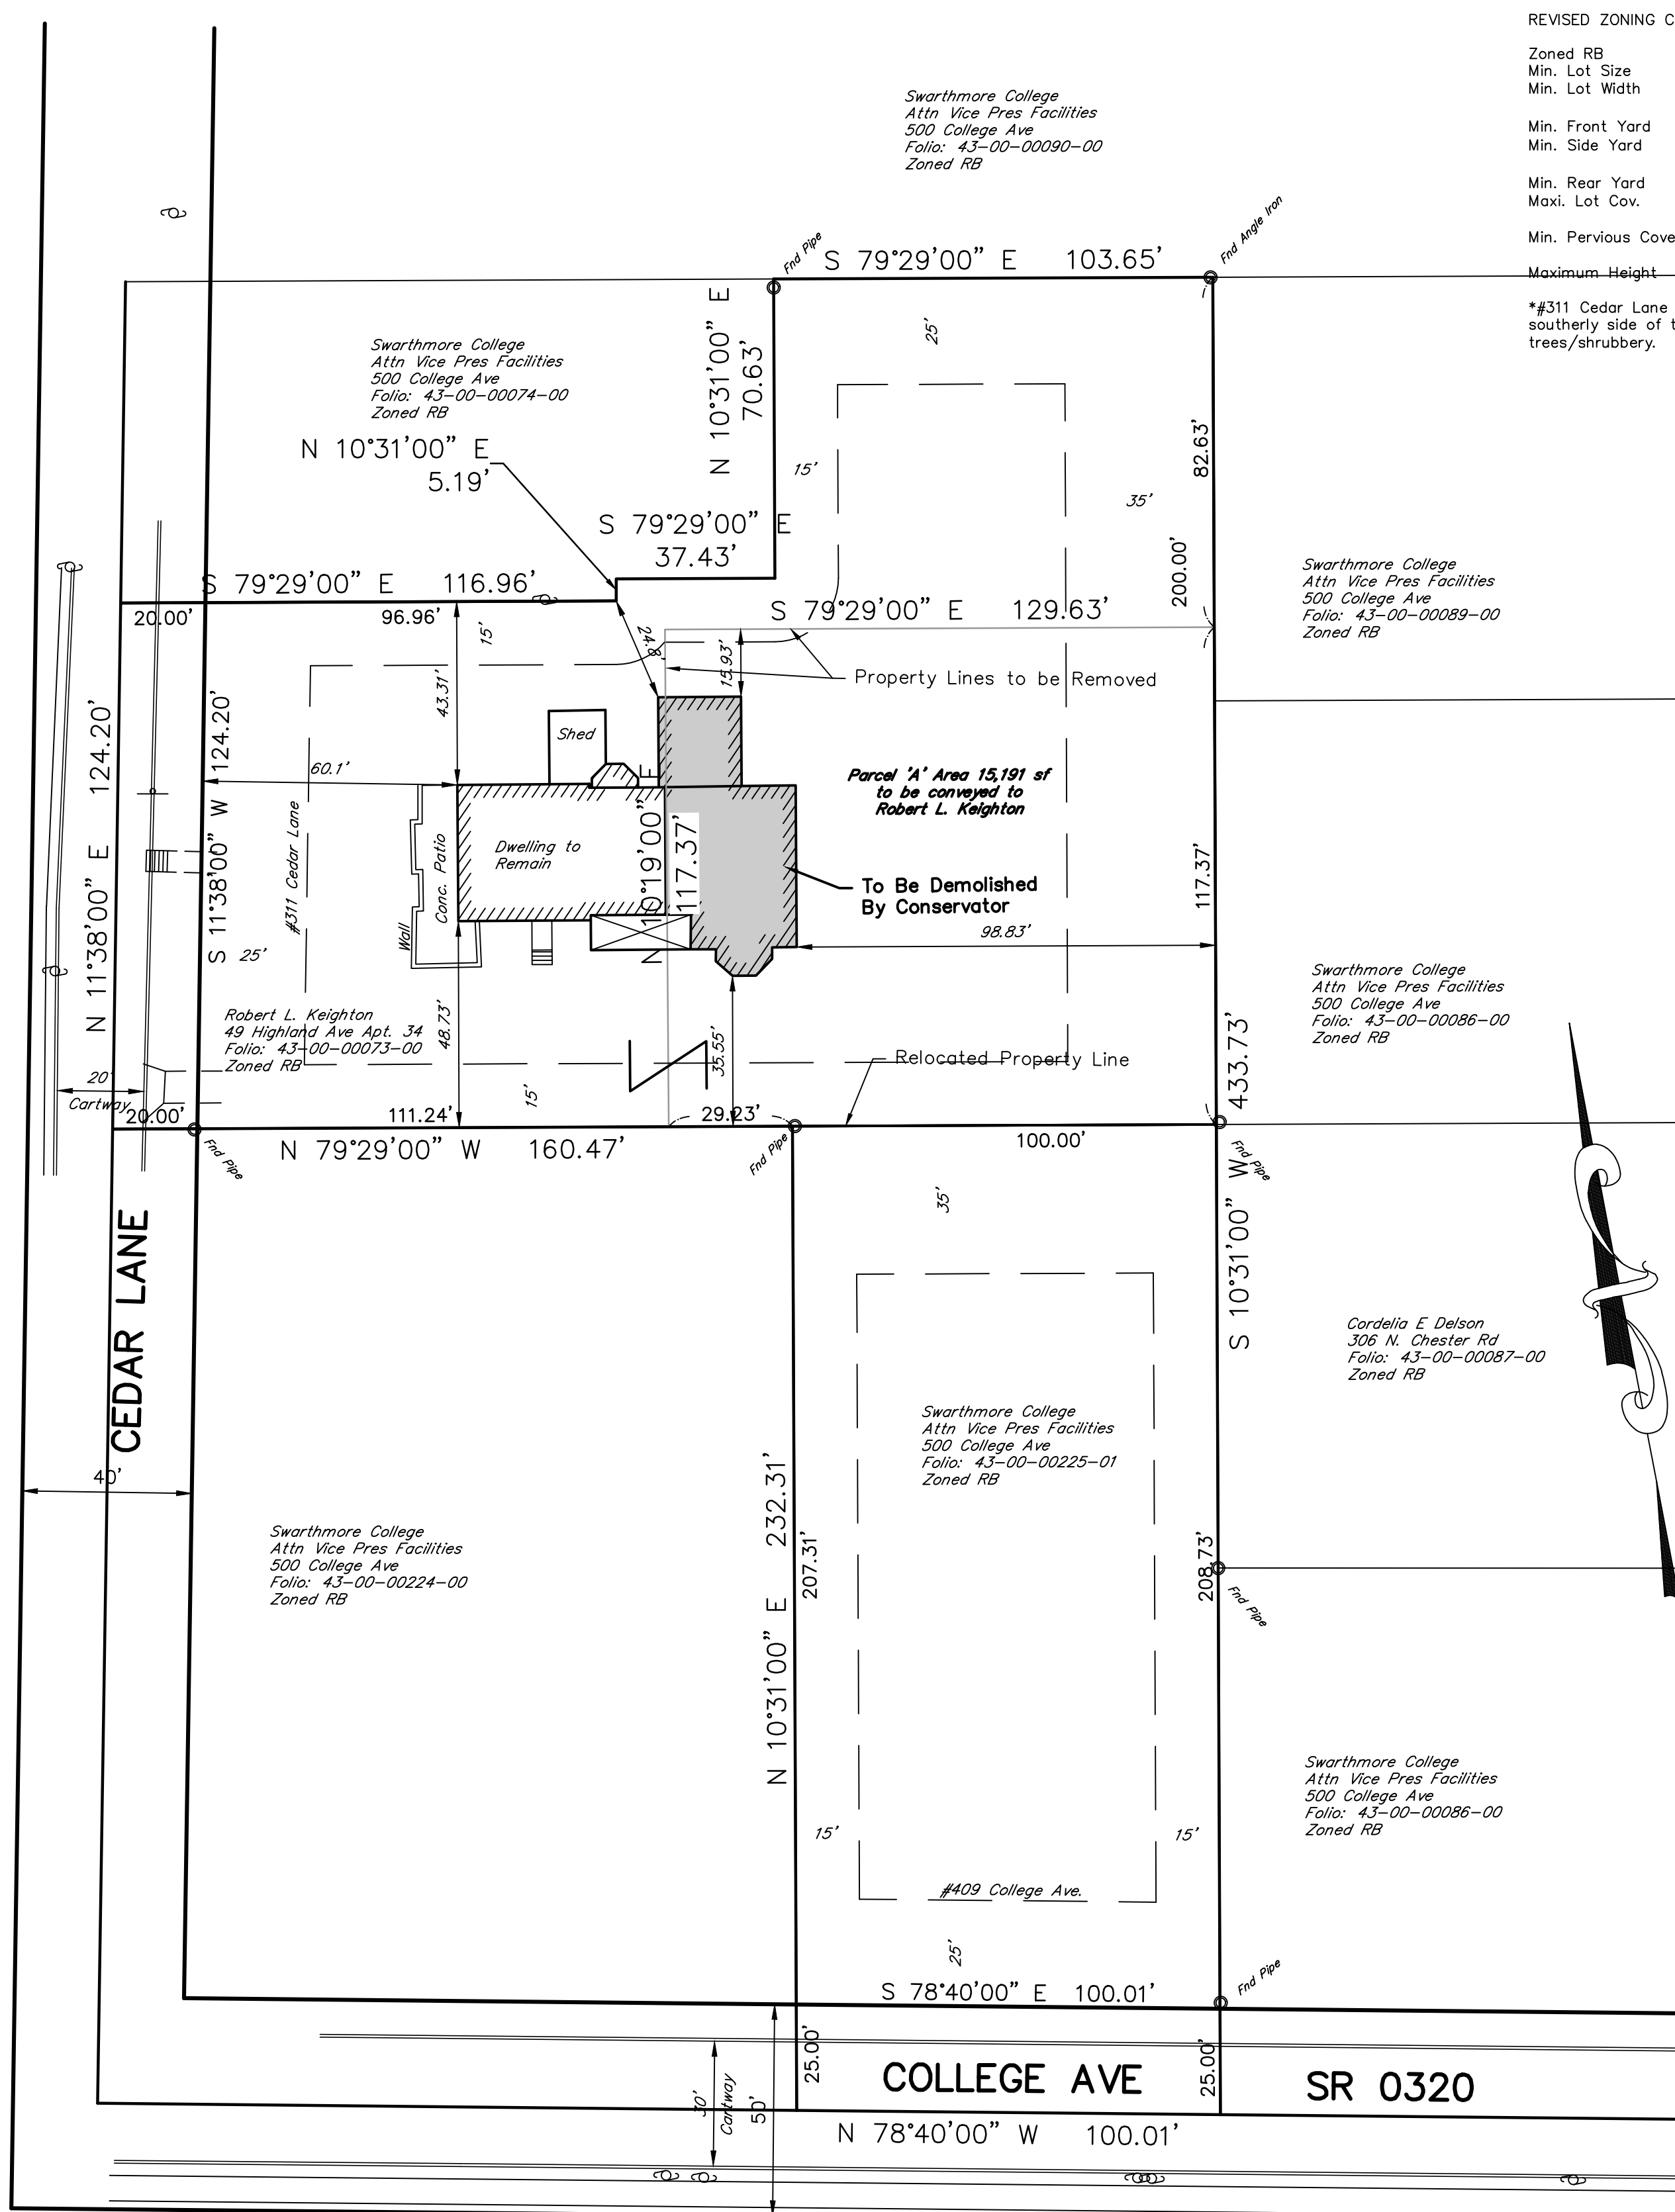 REVISED ZONING C
Zoned RB
Min. Lot Size
Min. Lot Width
Min. Front Yard
Min. Side Yard
Min. Rear Yard
Maxi. Lot Cov.
Min. Pervious Cove
Maximum Height
*#311 Cedar Lane
southerly side of t
trees/shrubbery.
Swarthmore College
Attn Vice Pres Facilities
500 College Ave
Folio: 43-00-00090-00
Zoned RB
Fnd Pipe
S 79°29'00" E 103.65'
Fnd Angle Iron
Swarthmore College
Attn Vice Pres Facilities
500 College Ave
Folio: 43-00-00074-00
Zoned RB
N 10°31'00" E
70.63'
25'
15'
35'
82.63'
200.00'
N 10°31'00" E
5.19'
S 79°29'00" E
37.43'
S 79°29'00" E 116.96'
20.00'
96.96'
15'
24.8'
S 79°29'00" E 129.63'
15.93'
Property Lines to be Removed
Swarthmore College
Attn Vice Pres Facilities
500 College Ave
Folio: 43-00-00089-00
Zoned RB
N 11°38'00" E 124.20'
S 11°38'00" W 124.20'
43.31'
60.1'
Shed
#311 Cedar Lane
Conc. Patio
Wall
Dwelling to
Remain
N 10°19'00" E
117.37'
Parcel 'A' Area 15,191 sf
to be conveyed to
Robert L. Keighton
To Be Demolished
By Conservator
98.83'
117.37'
25'
Robert L. Keighton
49 Highland Ave Apt. 34
Folio: 43-00-00073-00
Zoned RB
48.73'
15'
35.55'
Relocated Property Line
Swarthmore College
Attn Vice Pres Facilities
500 College Ave
Folio: 43-00-00086-00
Zoned RB
433.73'
S 10°31'00" W
20'
Cartway
20.00'
111.24'
29.23'
Fnd Pipe
N 79°29'00" W 160.47'
Fnd Pipe
100.00'
Fnd Pipe
35'
CEDAR LANE
40'
Cordelia E Delson
306 N. Chester Rd
Folio: 43-00-00087-00
Zoned RB
Swarthmore College
Attn Vice Pres Facilities
500 College Ave
Folio: 43-00-00225-01
Zoned RB
Swarthmore College
Attn Vice Pres Facilities
500 College Ave
Folio: 43-00-00224-00
Zoned RB
N 10°31'00" E 232.31'
207.31'
208.73'
Fnd Pipe
Swarthmore College
Attn Vice Pres Facilities
500 College Ave
Folio: 43-00-00086-00
Zoned RB
15'
15'
#409 College Ave.
25'
S 78°40'00" E 100.01'
Fnd Pipe
25.00'
25.00'
COLLEGE AVE
SR 0320
30'
Cartway
50'
N 78°40'00" W 100.01'